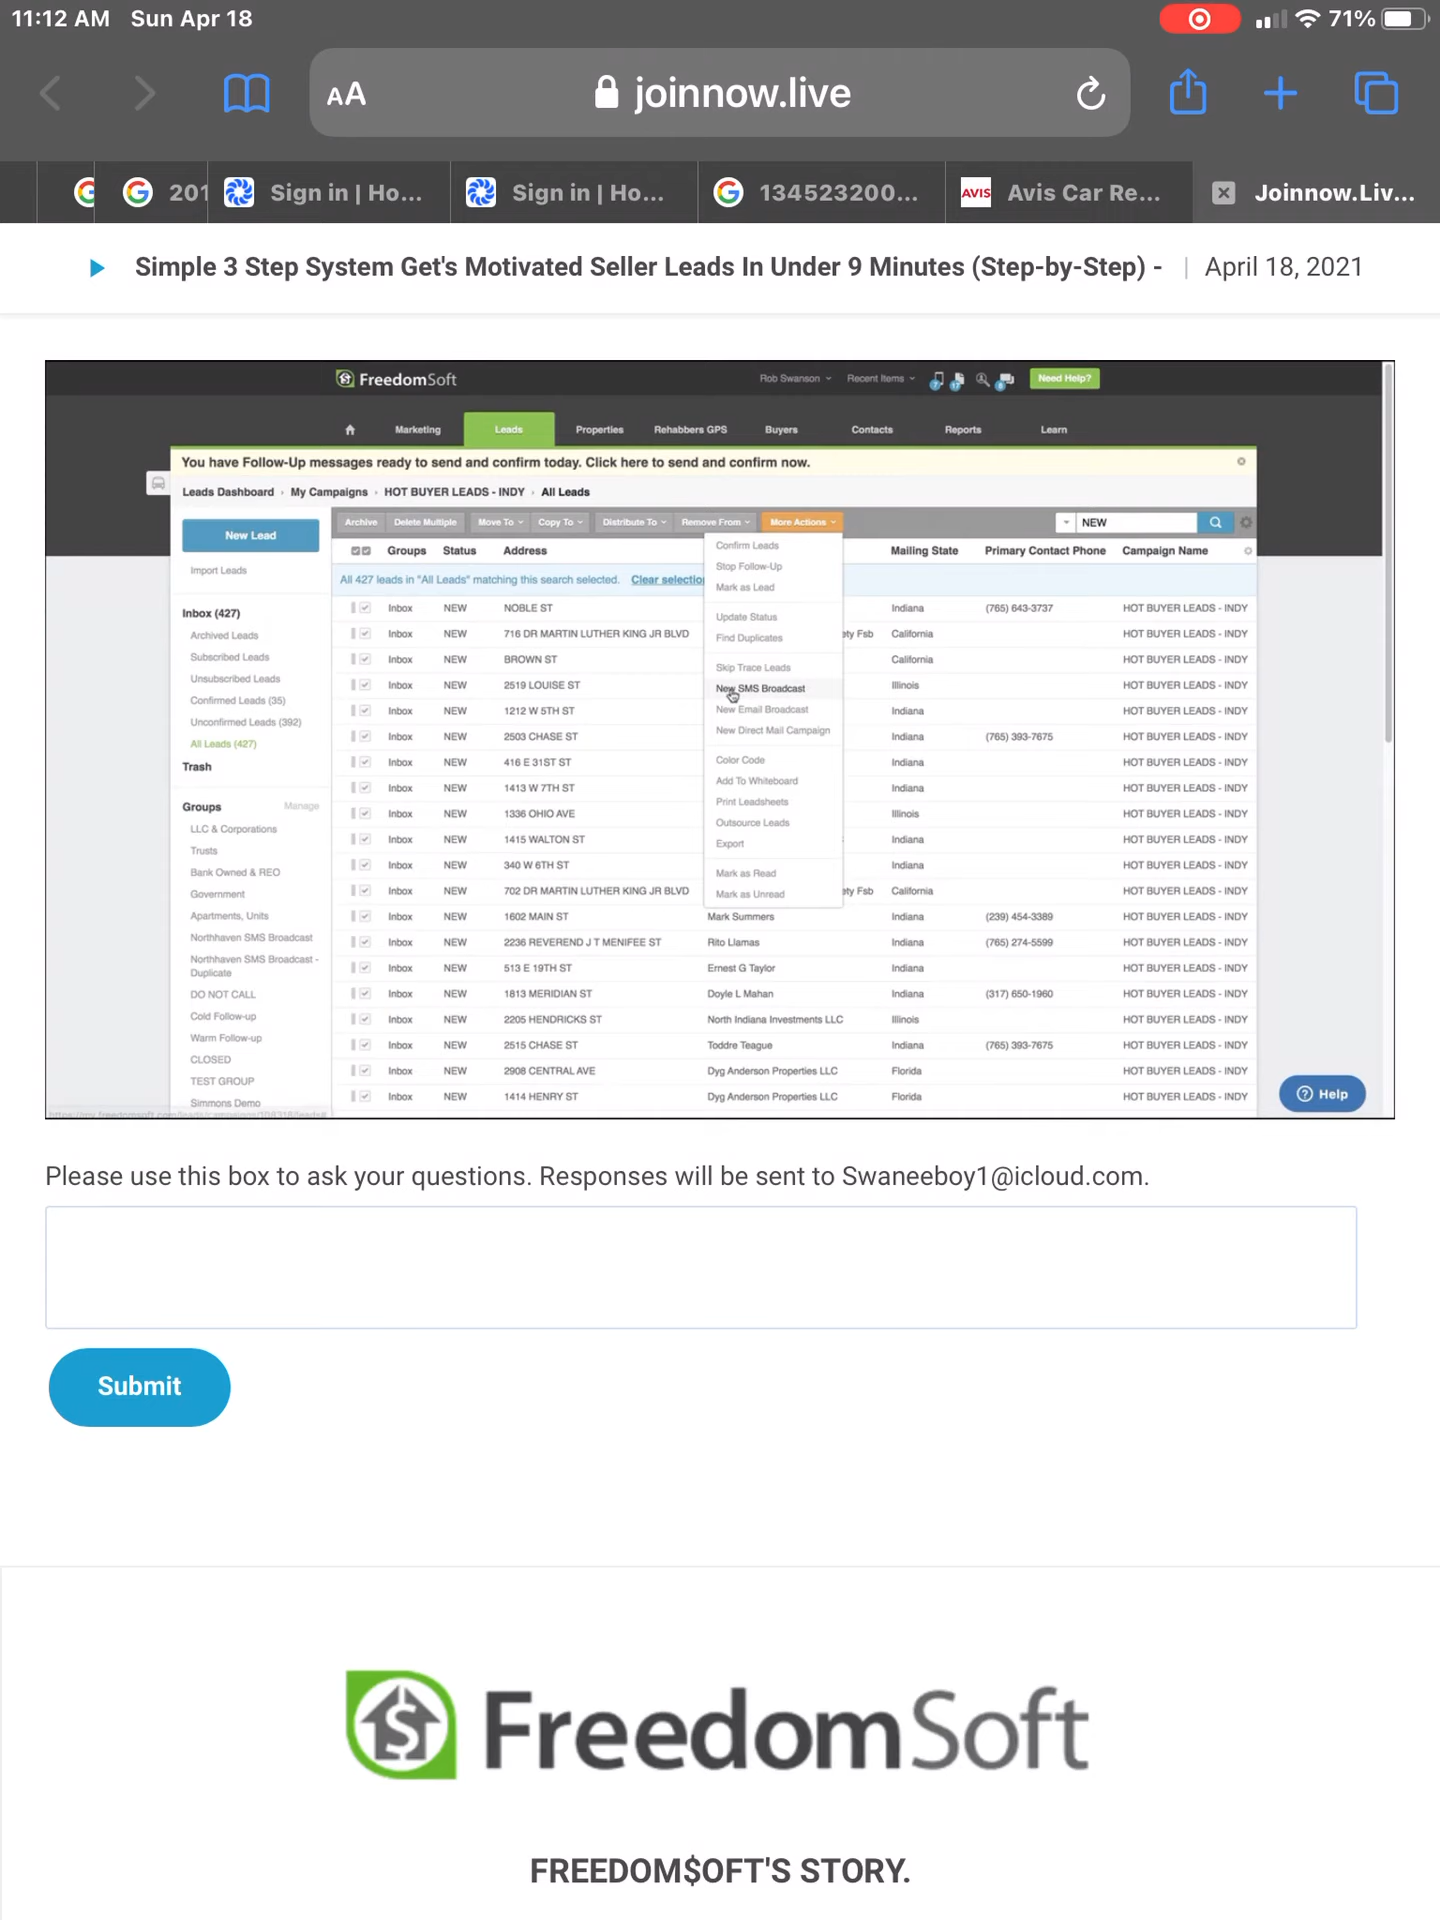 11:12 AM Sun Apr 18
71%
AA joinnow.live
201 Sign in | Ho... Sign in | Ho... 134523200... AVIS Avis Car Re... Joinnow.Liv...
Simple 3 Step System Get's Motivated Seller Leads In Under 9 Minutes (Step-by-Step) - | April 18, 2021
FreedomSoft Rob Swanson Recent Items Need Help?
Marketing Leads Properties Rehabbers GPS Buyers Contacts Reports Learn
You have Follow-Up messages ready to send and confirm today. Click here to send and confirm now.
Leads Dashboard › My Campaigns › HOT BUYER LEADS - INDY › All Leads
New Lead
Import Leads
Inbox (427)
Archived Leads
Subscribed Leads
Unsubscribed Leads
Confirmed Leads (35)
Unconfirmed Leads (392)
All Leads (427)
Trash
Groups Manage
LLC & Corporations
Trusts
Bank Owned & REO
Government
Apartments, Units
Northhaven SMS Broadcast
Northhaven SMS Broadcast -
Duplicate
DO NOT CALL
Cold Follow-up
Warm Follow-up
CLOSED
TEST GROUP
Simmons Demo
Archive Delete Multiple Move To Copy To Distribute To Remove From More Actions NEW
Groups Status Address Mailing State Primary Contact Phone Campaign Name
All 427 leads in "All Leads" matching this search selected. Clear selectio
Confirm Leads
Stop Follow-Up
Mark as Lead
Update Status
Find Duplicates
Skip Trace Leads
New SMS Broadcast
New Email Broadcast
New Direct Mail Campaign
Color Code
Add To Whiteboard
Print Leadsheets
Outsource Leads
Export
Mark as Read
Mark as Unread
Inbox NEW NOBLE ST Indiana (765) 643-3737 HOT BUYER LEADS - INDY
Inbox NEW 716 DR MARTIN LUTHER KING JR BLVD ety Fsb California HOT BUYER LEADS - INDY
Inbox NEW BROWN ST California HOT BUYER LEADS - INDY
Inbox NEW 2519 LOUISE ST Illinois HOT BUYER LEADS - INDY
Inbox NEW 1212 W 5TH ST Indiana HOT BUYER LEADS - INDY
Inbox NEW 2503 CHASE ST Indiana (765) 393-7675 HOT BUYER LEADS - INDY
Inbox NEW 416 E 31ST ST Indiana HOT BUYER LEADS - INDY
Inbox NEW 1413 W 7TH ST Indiana HOT BUYER LEADS - INDY
Inbox NEW 1336 OHIO AVE Illinois HOT BUYER LEADS - INDY
Inbox NEW 1415 WALTON ST Indiana HOT BUYER LEADS - INDY
Inbox NEW 340 W 6TH ST Indiana HOT BUYER LEADS - INDY
Inbox NEW 702 DR MARTIN LUTHER KING JR BLVD ety Fsb California HOT BUYER LEADS - INDY
Inbox NEW 1602 MAIN ST Mark Summers Indiana (239) 454-3389 HOT BUYER LEADS - INDY
Inbox NEW 2236 REVEREND J T MENIFEE ST Rito Llamas Indiana (765) 274-5599 HOT BUYER LEADS - INDY
Inbox NEW 513 E 19TH ST Ernest G Taylor Indiana HOT BUYER LEADS - INDY
Inbox NEW 1813 MERIDIAN ST Doyle L Mahan Indiana (317) 650-1960 HOT BUYER LEADS - INDY
Inbox NEW 2205 HENDRICKS ST North Indiana Investments LLC Illinois HOT BUYER LEADS - INDY
Inbox NEW 2515 CHASE ST Toddre Teague Indiana (765) 393-7675 HOT BUYER LEADS - INDY
Inbox NEW 2908 CENTRAL AVE Dyg Anderson Properties LLC Florida HOT BUYER LEADS - INDY
Inbox NEW 1414 HENRY ST Dyg Anderson Properties LLC Florida HOT BUYER LEADS - INDY
Help
Please use this box to ask your questions. Responses will be sent to Swaneeboy1@icloud.com.
Submit
FreedomSoft
FREEDOM$OFT'S STORY.